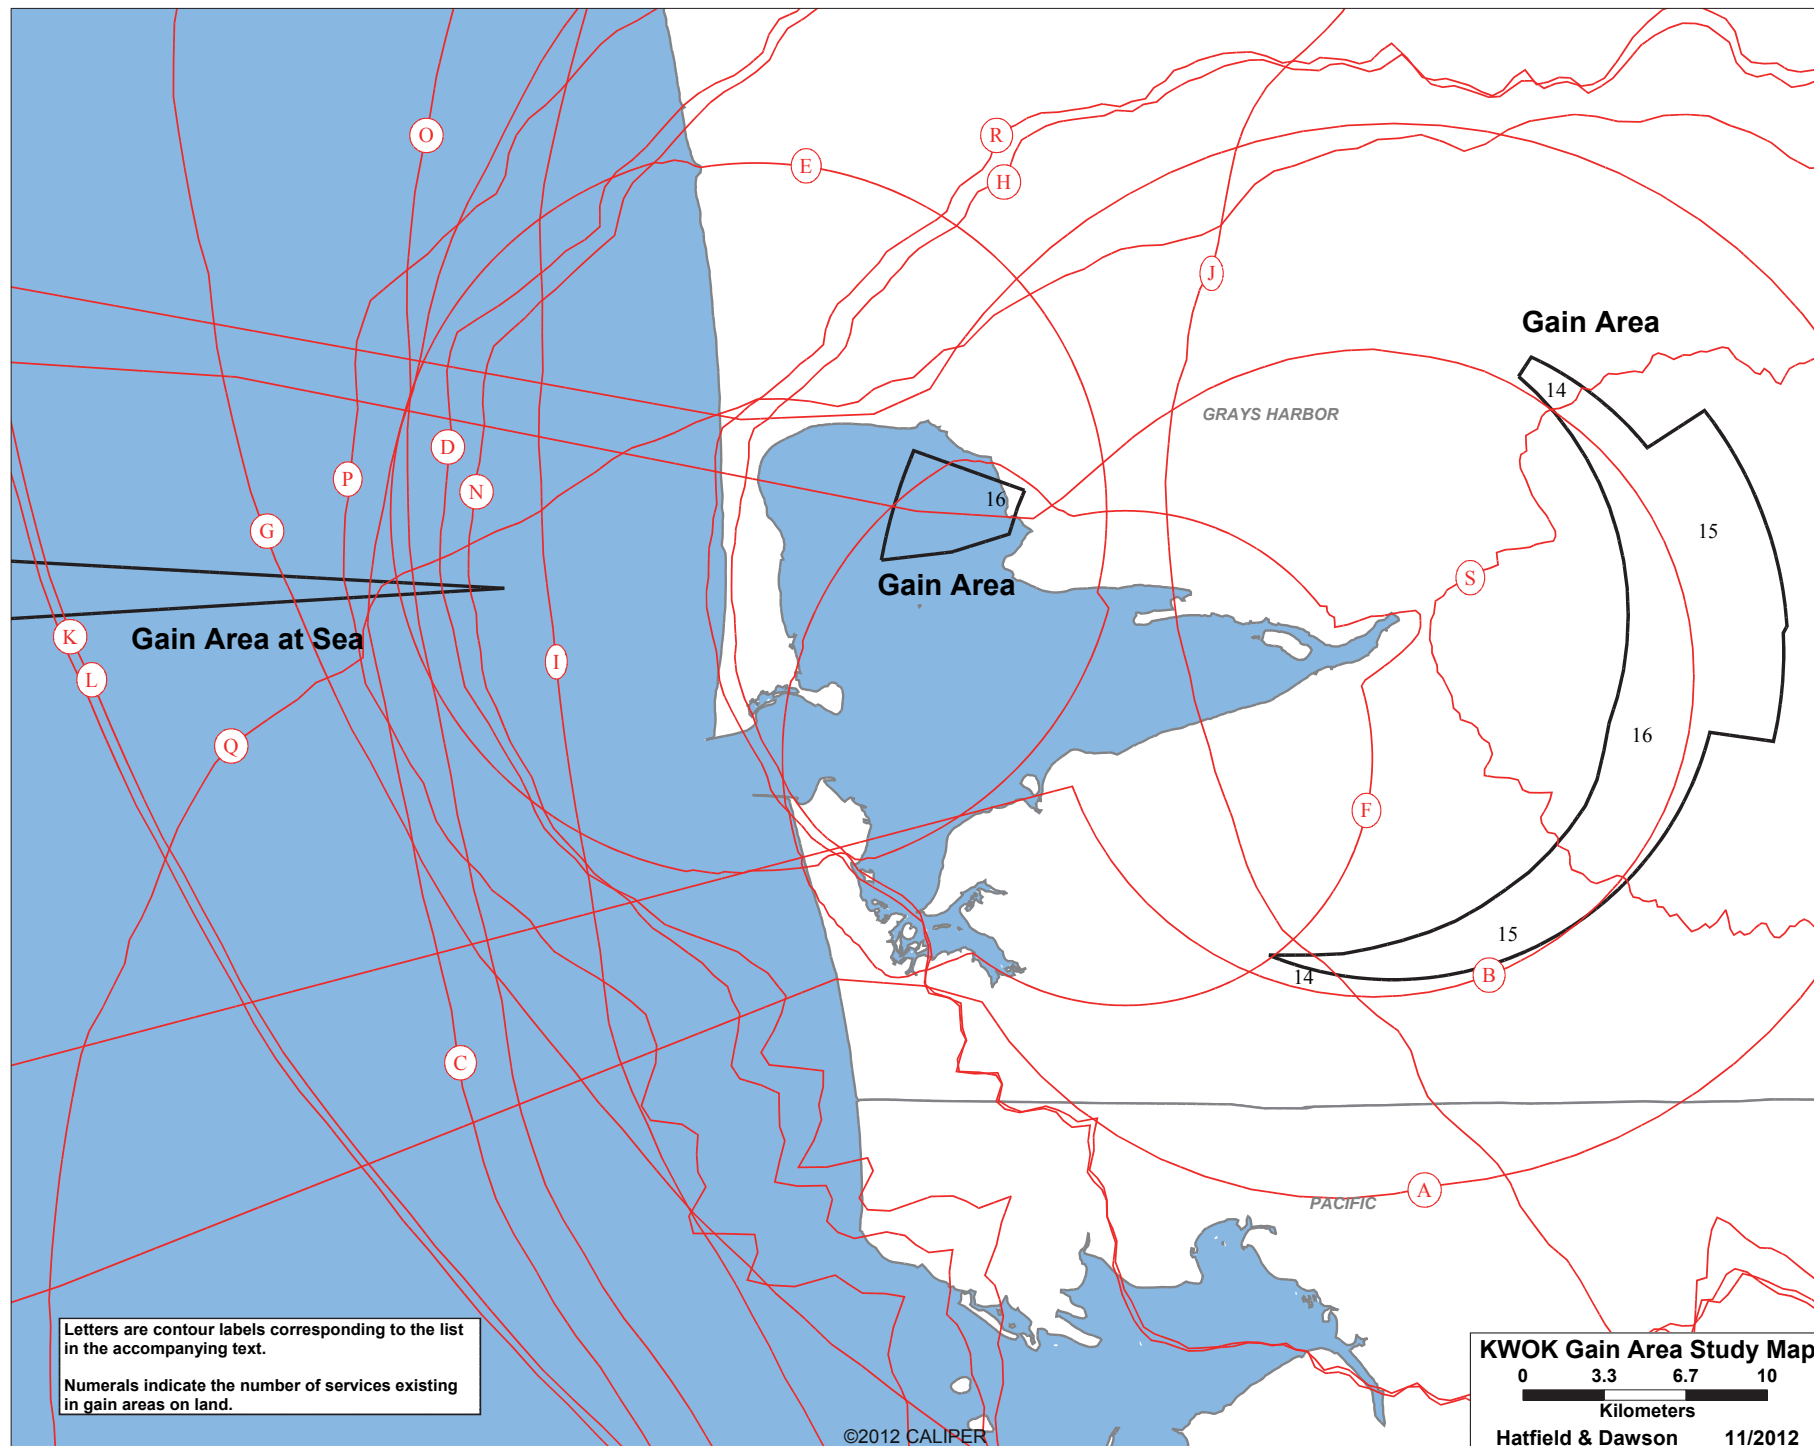 O
R
E
H
J
Gain Area
14
GRAYS HARBOR
D
P
N
16
G
15
S
Gain Area
K
Gain Area at Sea
I
L
Q
16
F
15
B
14
C
A
PACIFIC
Letters are contour labels corresponding to the list
in the accompanying text.
Numerals indicate the number of services existing
in gain areas on land.
KWOK Gain Area Study Map
0 3.3 6.7 10
Kilometers
Hatfield & Dawson 11/2012
©2012 CALIPER